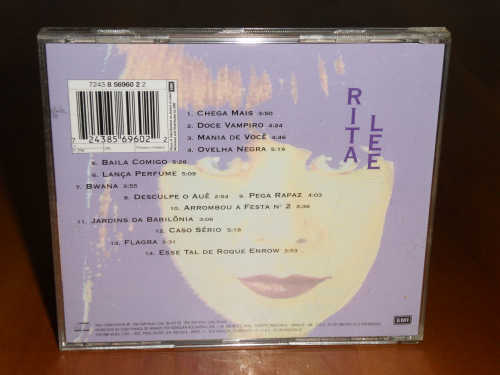 7243 8 56960 2 2
7 24385 69602 2
RITA
LEE
1. CHEGA MAIS 3:50
2. DOCE VAMPIRO 4:24
3. MANIA DE VOCÊ 4:46
4. OVELHA NEGRA 5:19
5. BAILA COMIGO 5:28
6. LANÇA PERFUME 5:09
7. BWANA 3:55
8. DESCULPE O AUÊ 2:54 9. PEGA RAPAZ 4:03
10. ARROMBOU A FESTA N° 2 3:36
11. JARDINS DA BABILÔNIA 3:06
12. CASO SÉRIO 5:18
13. FLAGRA 3:31
14. ESSE TAL DE ROQUE ENROW 3:53
EMI